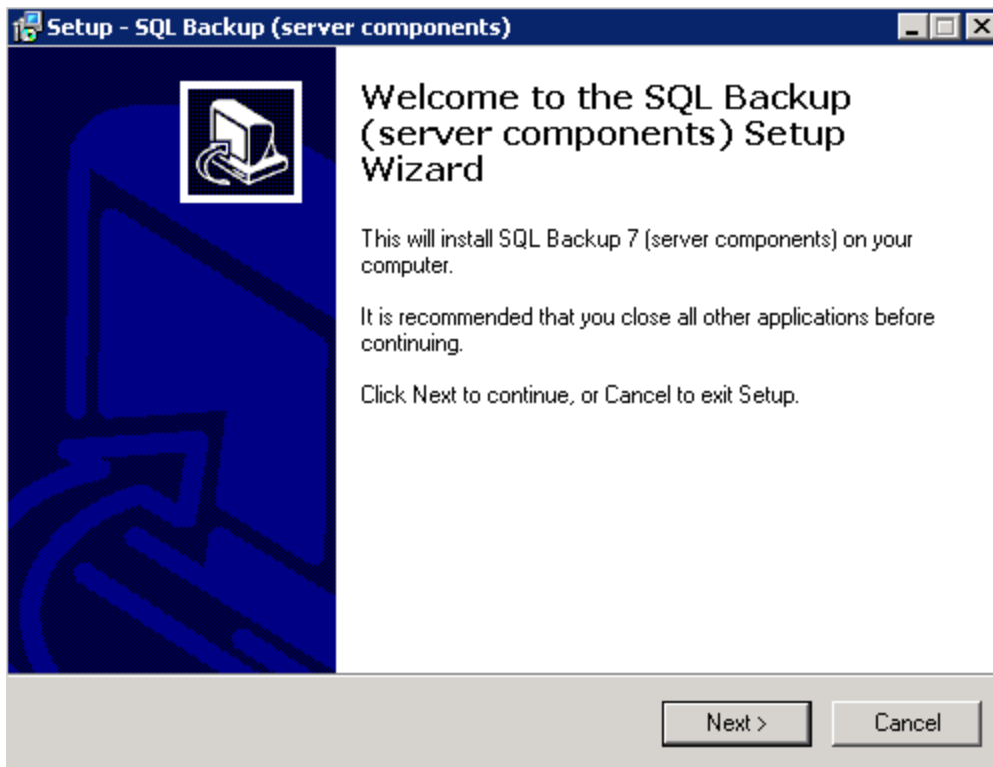 Setup - SQL Backup (server components)
Welcome to the SQL Backup
(server components) Setup
Wizard
This will install SQL Backup 7 (server components) on your
computer.
It is recommended that you close all other applications before
continuing.
Click Next to continue, or Cancel to exit Setup.
Next >
Cancel